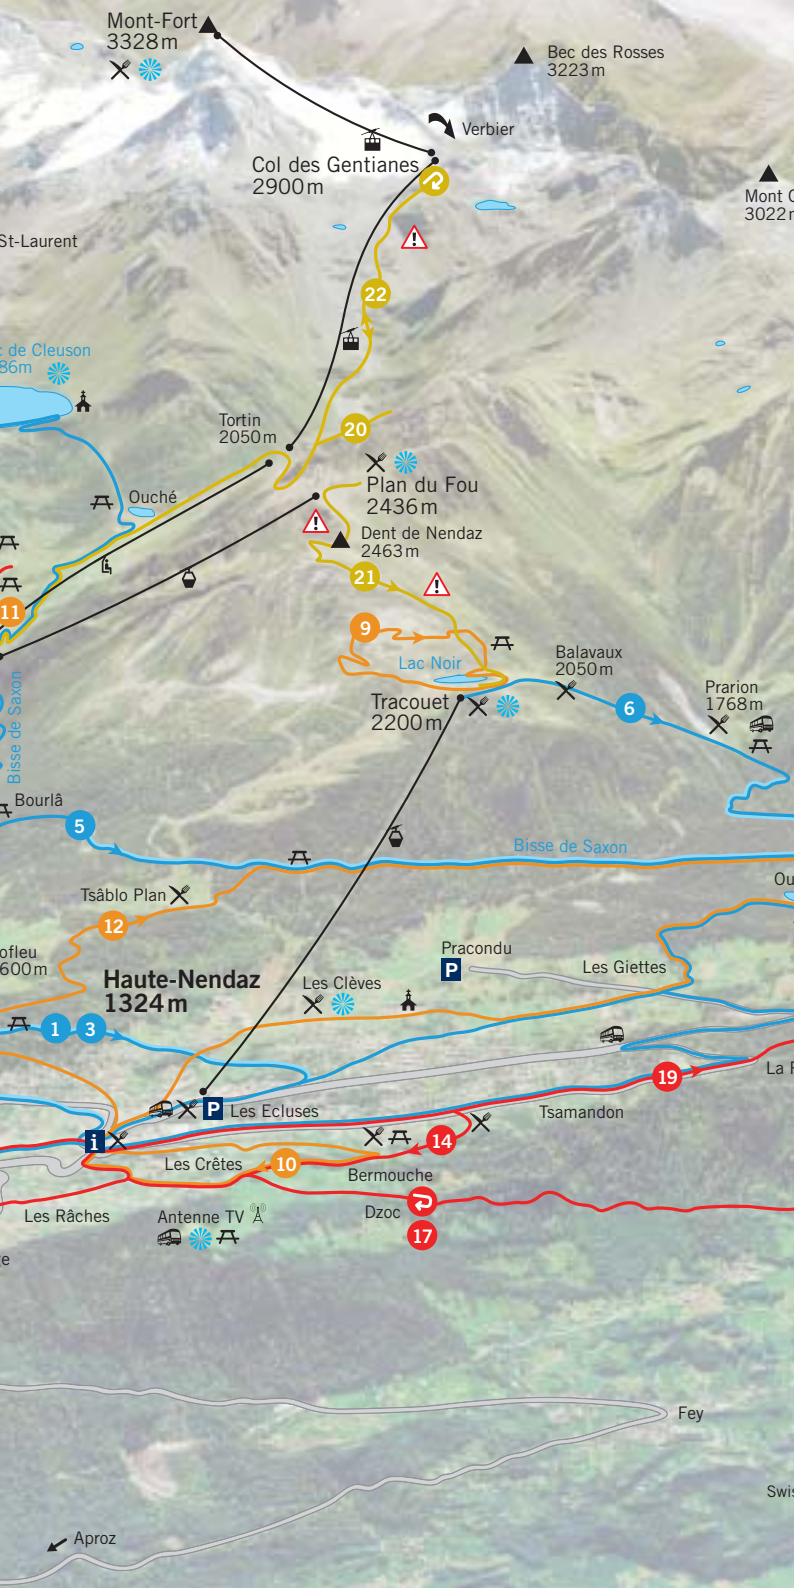 Mont-Fort
3328m
Bec des Rosses
3223m
Verbier
Col des Gentianes
2900m
Mont
3022
St-Laurent
22
de Cleuson
86m
Tortin
2050m
20
Plan du Fou
2436m
Ouché
Dent de Nendaz
2463m
21
11
9
Lac Noir
Balavaux
2050m
Tracouet
2200m
6
Prarion
1768m
Bisse de Saxon
Bourlâ
5
Bisse de Saxon
Tsâblo Plan
12
Pracondu
P
Les Giettes
600m
Haute-Nendaz
1324m
Les Clèves
1
3
19
La
P
Les Ecluses
Tsamandon
i
14
Les Crêtes
10
Bermouche
Les Râches
Antenne TV
Dzoc
17
Fey
Aproz